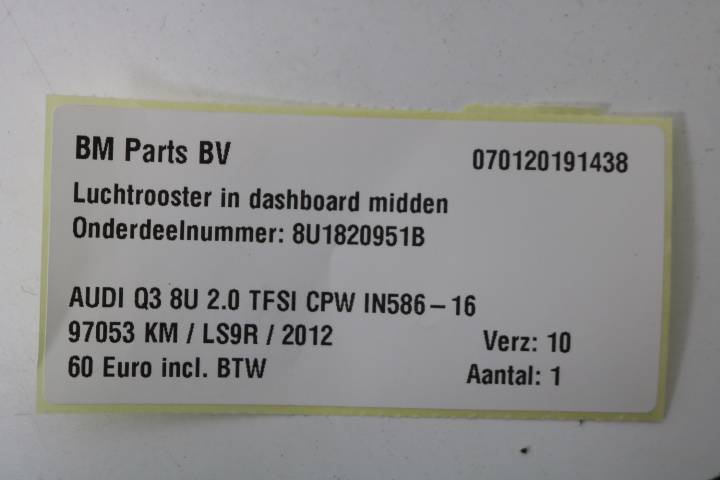 BM Parts BV 070120191438
Luchtrooster in dashboard midden
Onderdeelnummer: 8U1820951B
AUDI Q3 8U 2.0 TFSI CPW IN586-16
97053 KM / LS9R / 2012 Verz: 10
60 Euro incl. BTW Aantal: 1